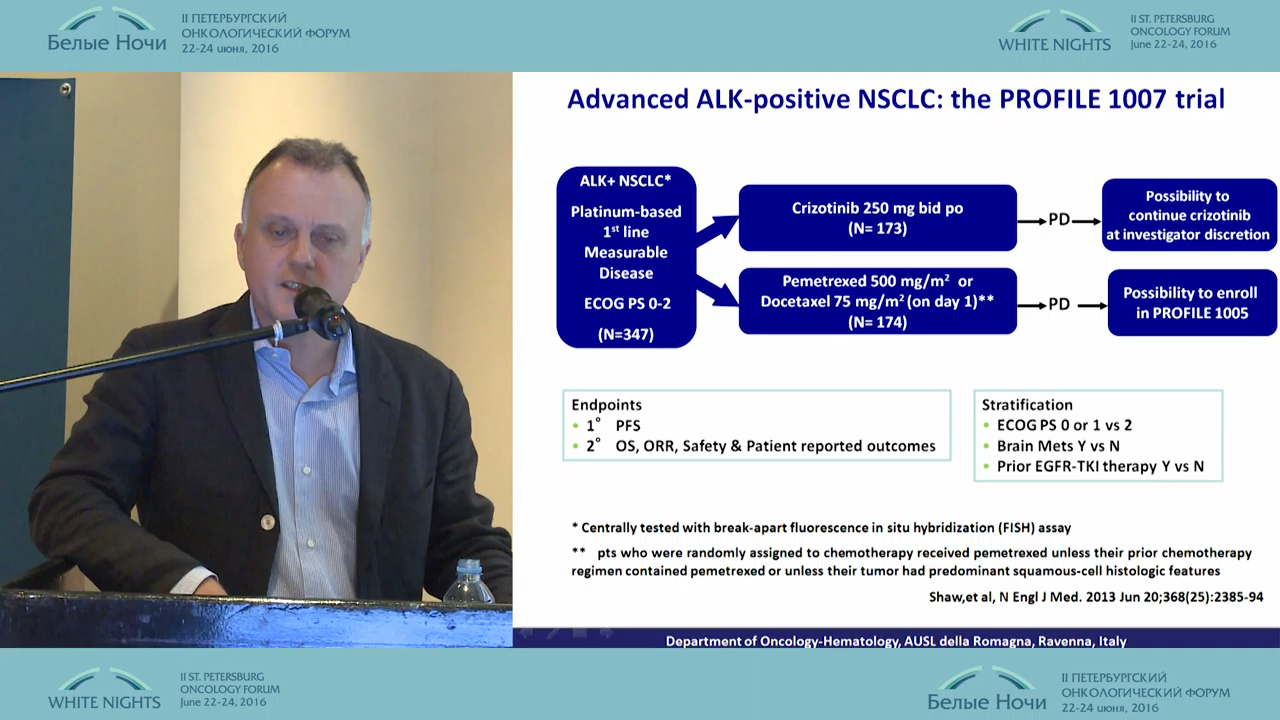 Белые Ночи
II ПЕТЕРБУРГСКИЙ
ОНКОЛОГИЧЕСКИЙ ФОРУМ
22-24 июня, 2016
WHITE NIGHTS
II ST. PETERSBURG
ONCOLOGY FORUM
June 22-24, 2016
Advanced ALK-positive NSCLC: the PROFILE 1007 trial
ALK+ NSCLC*
Platinum-based
1st line
Measurable
Disease
ECOG PS 0-2
(N=347)
Crizotinib 250 mg bid po
(N= 173)
PD
Possibility to
continue crizotinib
at investigator discretion
Pemetrexed 500 mg/m² or
Docetaxel 75 mg/m² (on day 1)**
(N= 174)
PD
Possibility to enroll
in PROFILE 1005
Endpoints
• 1° PFS
• 2° OS, ORR, Safety & Patient reported outcomes
Stratification
• ECOG PS 0 or 1 vs 2
• Brain Mets Y vs N
• Prior EGFR-TKI therapy Y vs N
* Centrally tested with break-apart fluorescence in situ hybridization (FISH) assay
** pts who were randomly assigned to chemotherapy received pemetrexed unless their prior chemotherapy
regimen contained pemetrexed or unless their tumor had predominant squamous-cell histologic features
Shaw,et al, N Engl J Med. 2013 Jun 20;368(25):2385-94
Department of Oncology-Hematology, AUSL della Romagna, Ravenna, Italy
WHITE NIGHTS
II ST. PETERSBURG
ONCOLOGY FORUM
June 22-24, 2016
Белые Ночи
II ПЕТЕРБУРГСКИЙ
ОНКОЛОГИЧЕСКИЙ ФОРУМ
22-24 июня, 2016